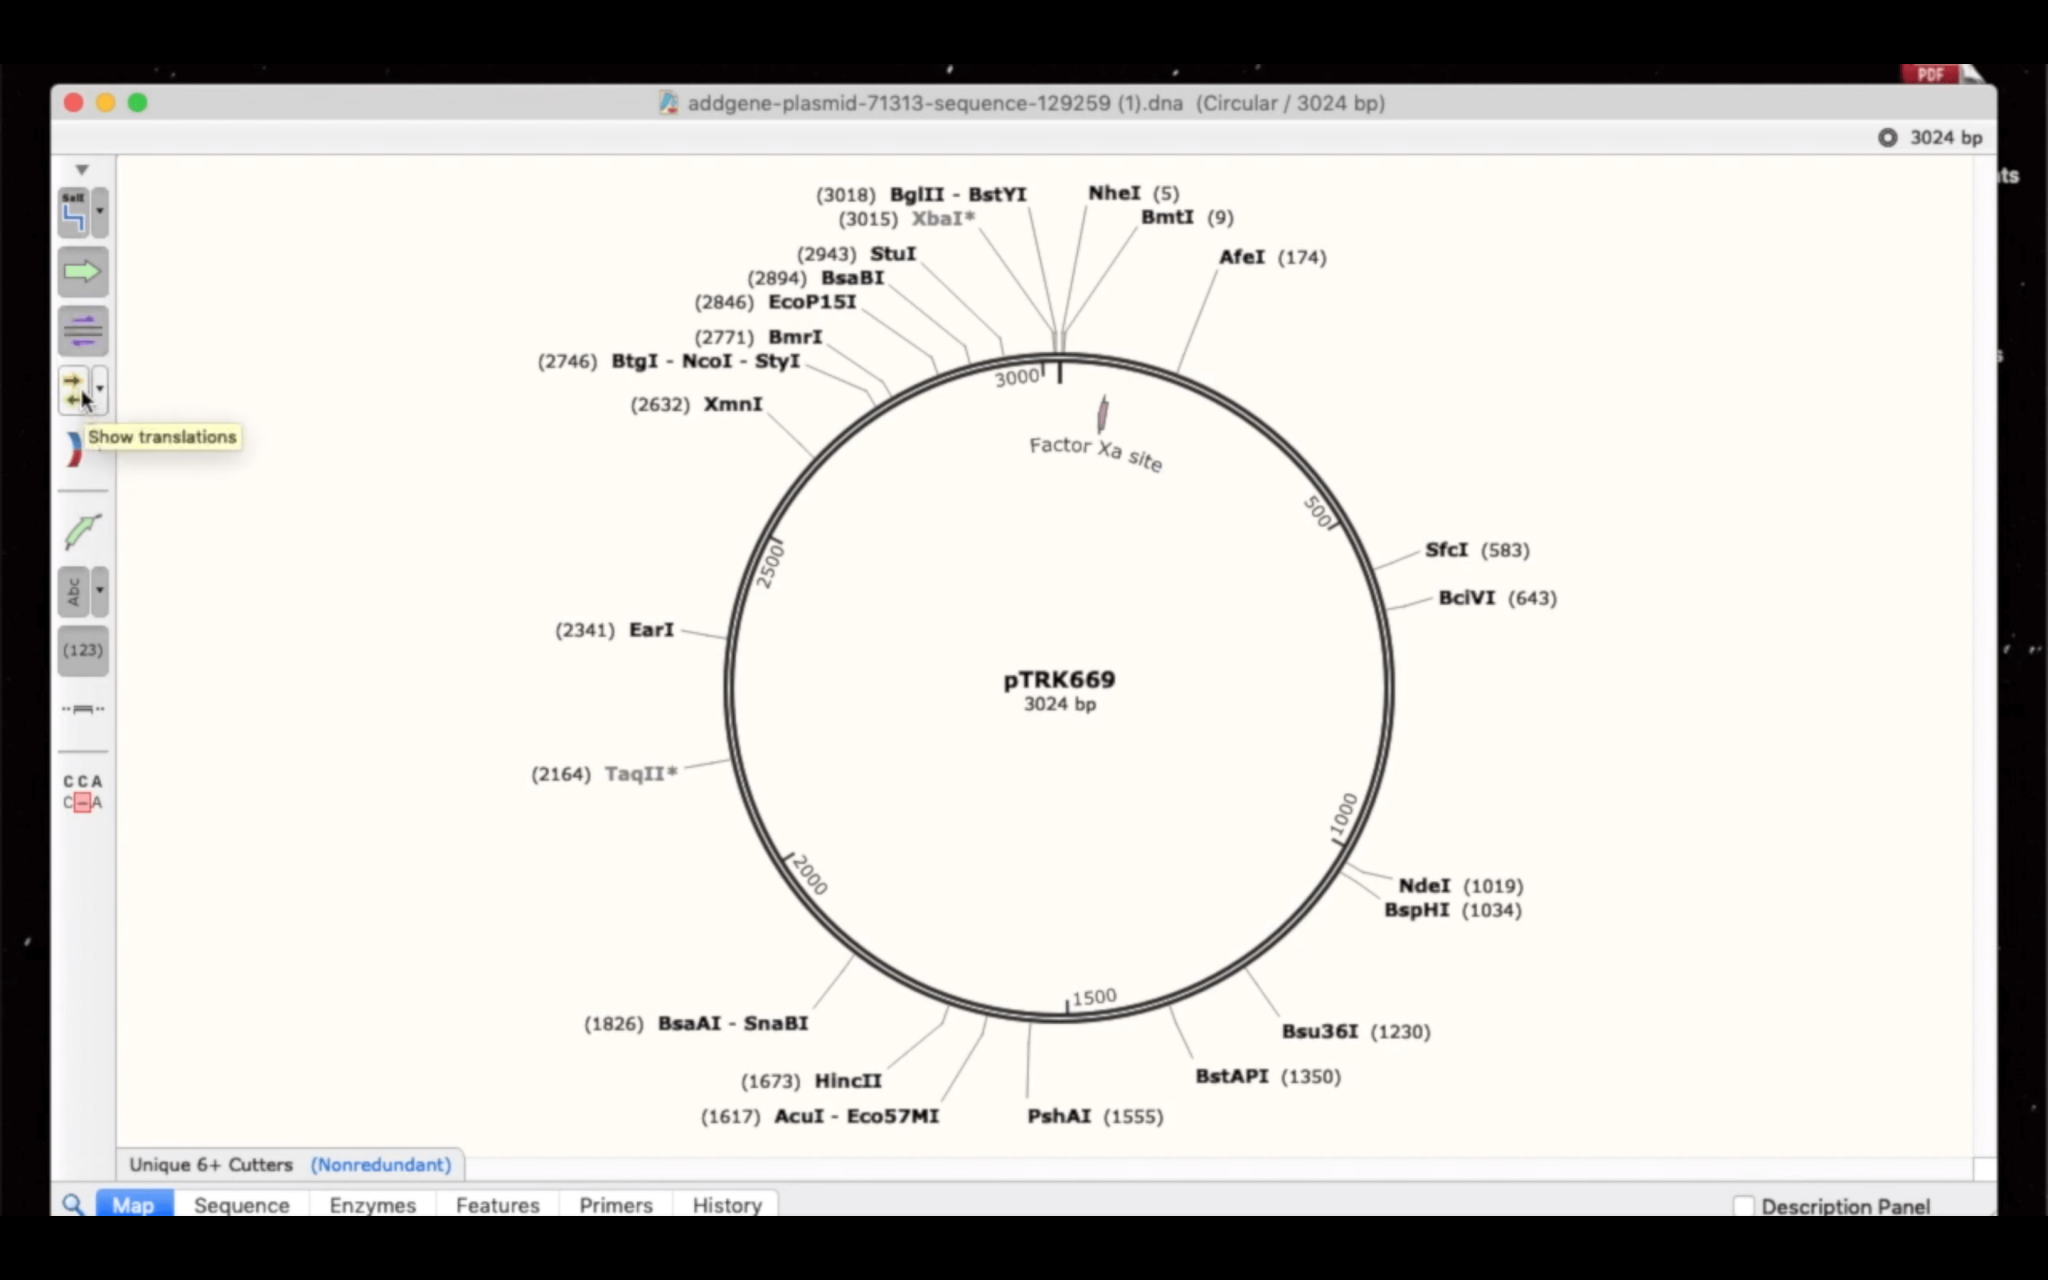 PDF
addgene-plasmid-71313-sequence-129259 (1).dna (Circular / 3024 bp)
3024 bp
SalI
(3018) BglII - BstYI
NheI (5)
(3015) XbaI*
BmtI (9)
(2943) StuI
AfeI (174)
(2894) BsaBI
(2846) EcoP15I
(2771) BmrI
(2746) BtgI - NcoI - StyI
(2632) XmnI
3000
Show translations
Factor Xa site
500
SfcI (583)
2500
BciVI (643)
Abc
(2341) EarI
(123)
pTRK669
3024 bp
(2164) TaqII*
CCA
C-A
1000
2000
NdeI (1019)
BspHI (1034)
1500
(1826) BsaAI - SnaBI
Bsu36I (1230)
(1673) HincII
BstAPI (1350)
(1617) AcuI - Eco57MI
PshAI (1555)
Unique 6+ Cutters (Nonredundant)
Map Sequence Enzymes Features Primers History
Description Panel